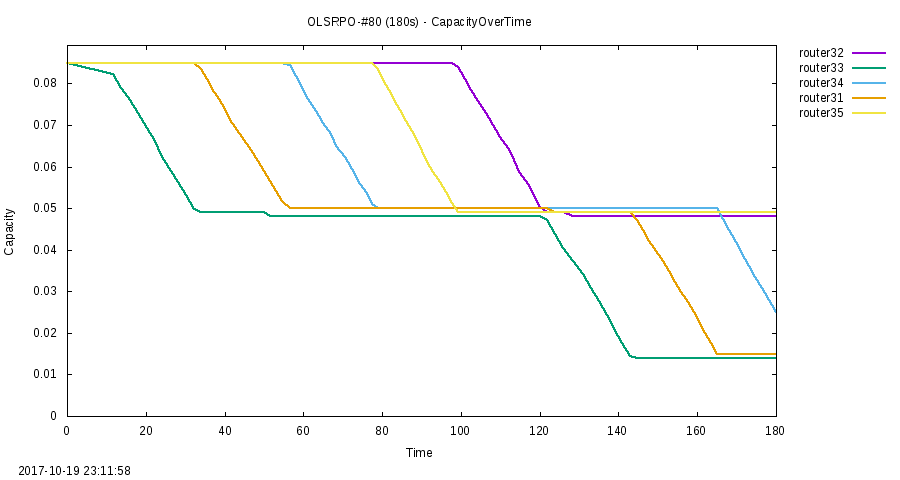 OLSRPO-#80 (180s) - CapacityOverTime
router32
router33
router34
router31
router35
0.08
0.07
0.06
0.05
0.04
0.03
0.02
0.01
0
Capacity
0 20 40 60 80 100 120 140 160 180
Time
2017-10-19 23:11:58